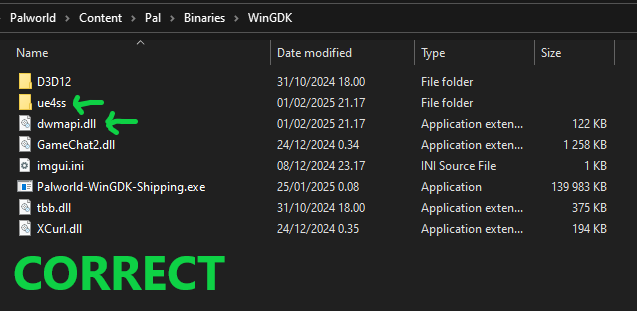 Palworld > Content > Pal > Binaries > WinGDK
Name Date modified Type Size
D3D12 31/10/2024 18.00 File folder
ue4ss 01/02/2025 21.17 File folder
dwmapi.dll 01/02/2025 21.17 Application exten... 122 KB
GameChat2.dll 24/12/2024 0.34 Application exten... 1 258 KB
imgui.ini 08/12/2024 23.17 INI Source File 1 KB
Palworld-WinGDK-Shipping.exe 25/01/2025 0.08 Application 139 983 KB
tbb.dll 31/10/2024 18.00 Application exten... 375 KB
XCurl.dll 24/12/2024 0.35 Application exten... 194 KB
CORRECT